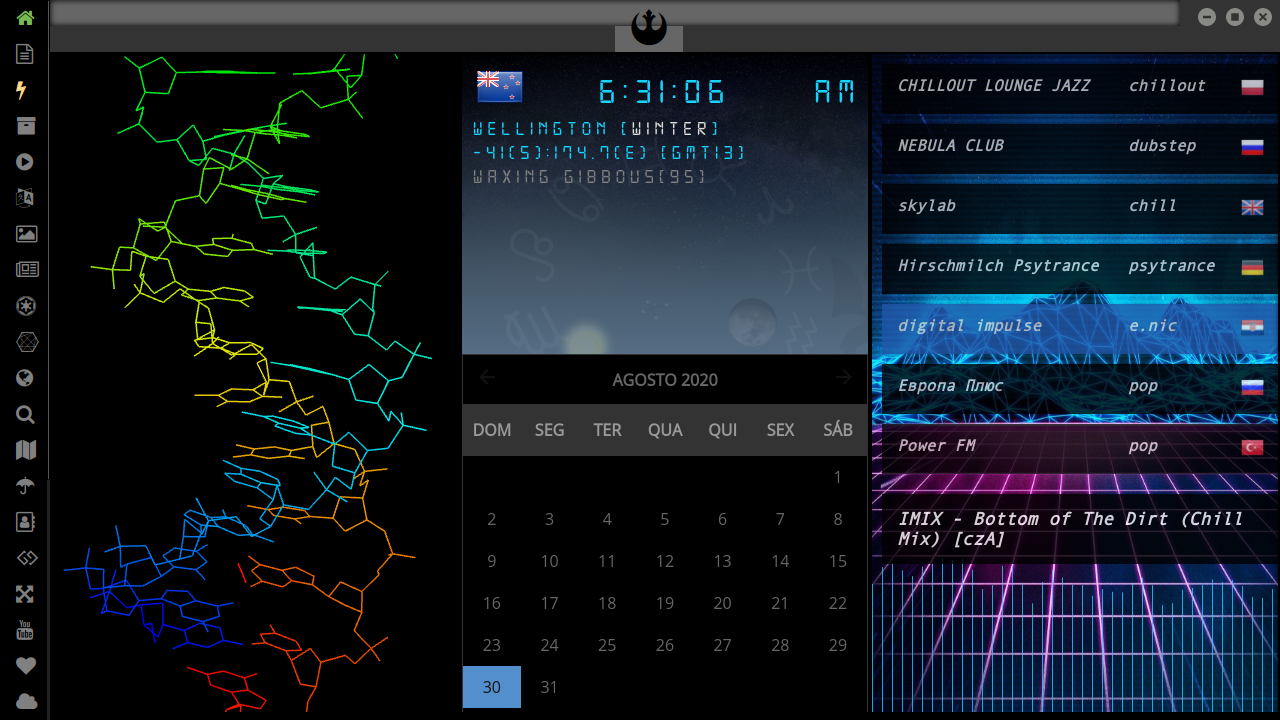 6:31:06 AM
WELLINGTON [WINTER]
-41(S):174.7(E) [GMT13]
WAXING GIBBOUS[95]
AGOSTO 2020
DOM SEG TER QUA QUI SEX SÁB
1
2 3 4 5 6 7 8
9 10 11 12 13 14 15
16 17 18 19 20 21 22
23 24 25 26 27 28 29
30 31
CHILLOUT LOUNGE JAZZ chillout
NEBULA CLUB dubstep
skylab chill
Hirschmilch Psytrance psytrance
digital impulse e.nic
Европа Плюс pop
Power FM pop
IMIX - Bottom of The Dirt (Chill
Mix) [czA]
You
Tube